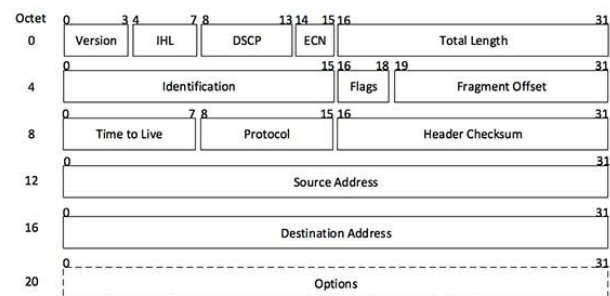 Octet 0 3 4 7 8 13 14 15 16 31
0 Version IHL DSCP ECN Total Length
0 15 16 18 19 31
4 Identification Flags Fragment Offset
0 7 8 15 16 31
8 Time to Live Protocol Header Checksum
0 31
12 Source Address
0 31
16 Destination Address
0 31
20 Options